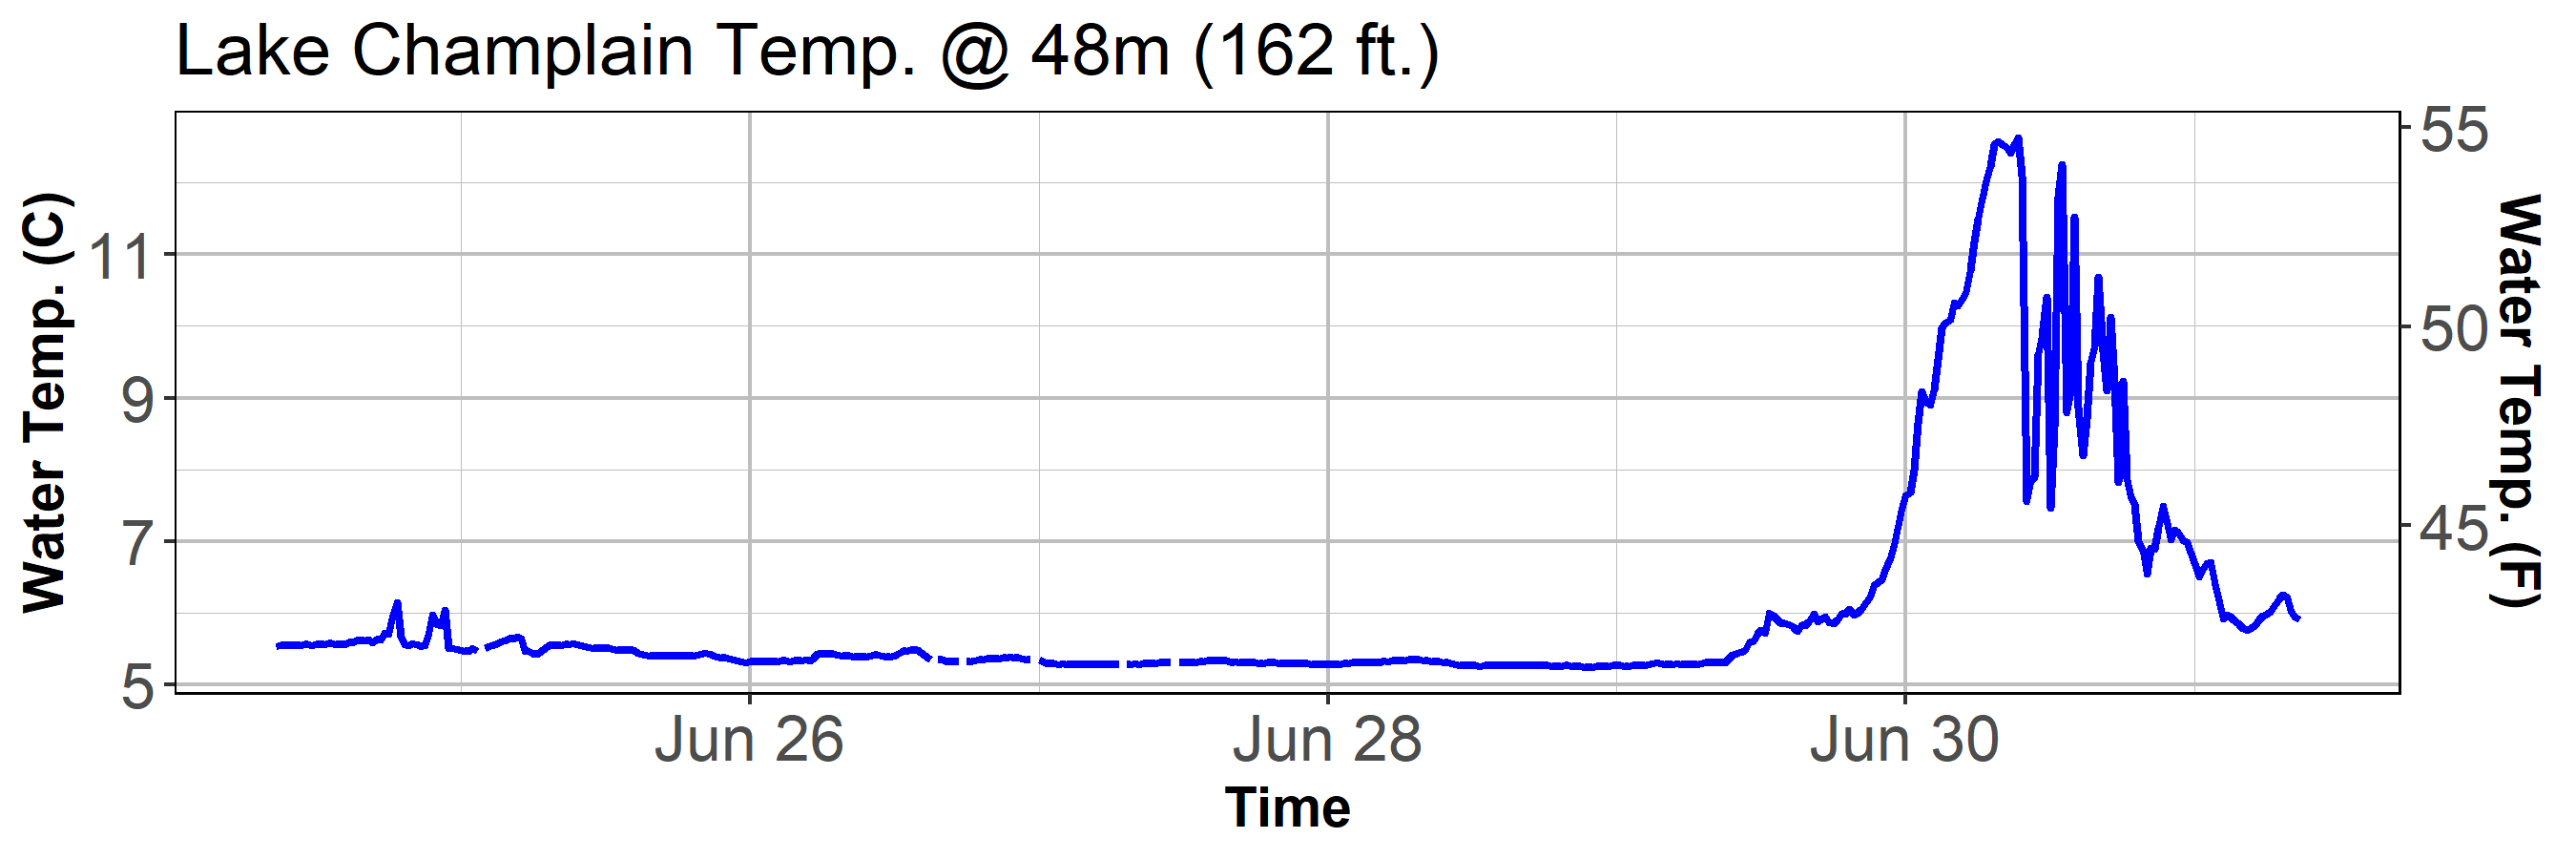 Lake Champlain Temp. @ 48m (162 ft.)
Water Temp. (C)
11
9
7
5
55
50
45
Water Temp. (F)
Jun 26
Jun 28
Jun 30
Time